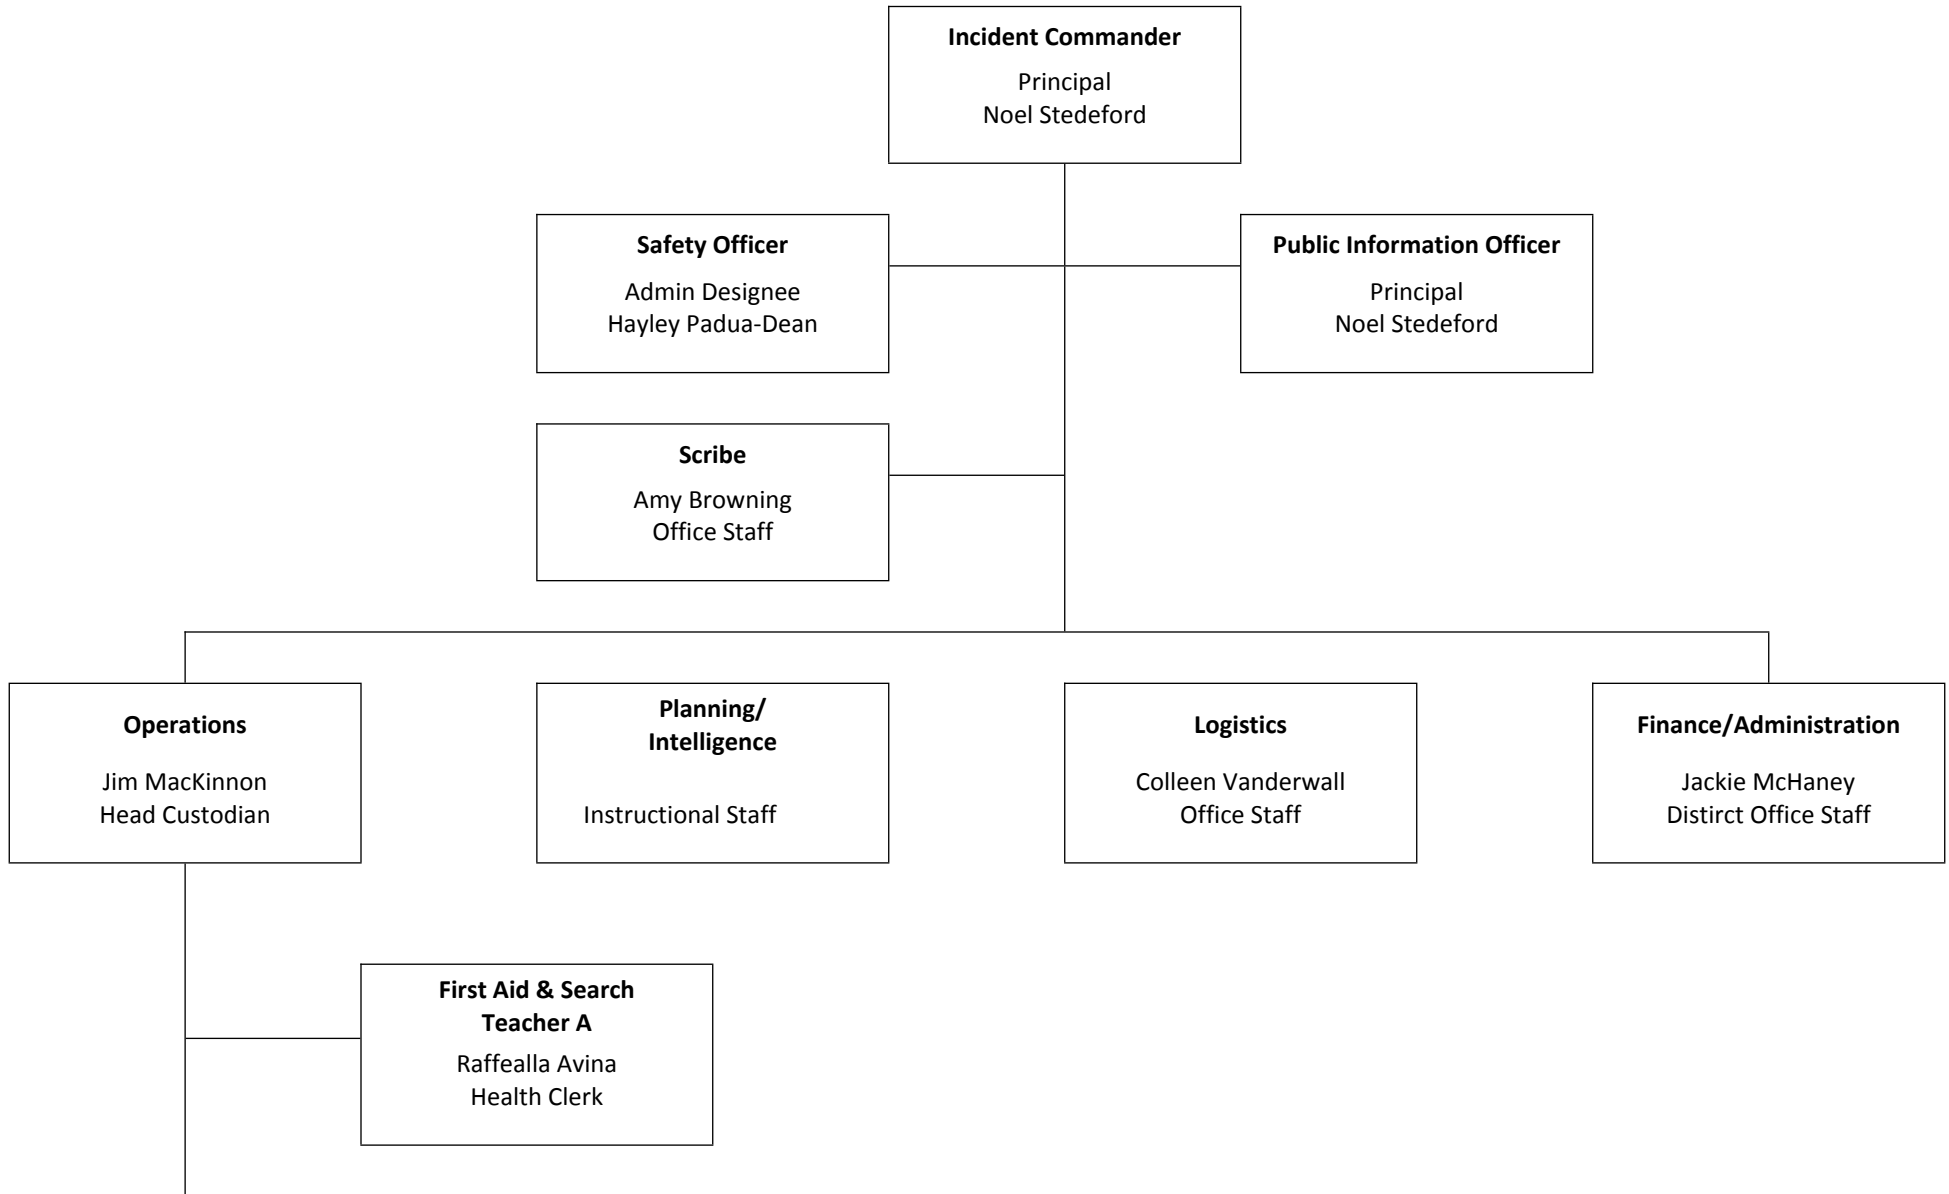 Incident Commander
Principal
Noel Stedeford
Safety Officer
Admin Designee
Hayley Padua-Dean
Public Information Officer
Principal
Noel Stedeford
Scribe
Amy Browning
Office Staff
Operations
Jim MacKinnon
Head Custodian
Planning/
Intelligence
Instructional Staff
Logistics
Colleen Vanderwall
Office Staff
Finance/Administration
Jackie McHaney
Distirct Office Staff
First Aid & Search
Teacher A
Raffealla Avina
Health Clerk